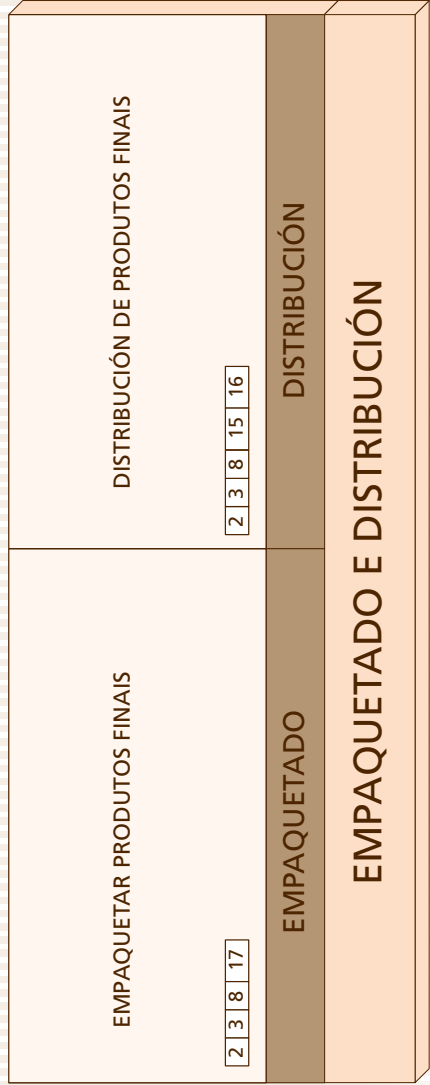 EMPAQUETAR PRODUTOS FINAIS
2 3 8 17
EMPAQUETADO
DISTRIBUCIÓN DE PRODUTOS FINAIS
2 3 8 15 16
DISTRIBUCIÓN
EMPAQUETADO E DISTRIBUCIÓN